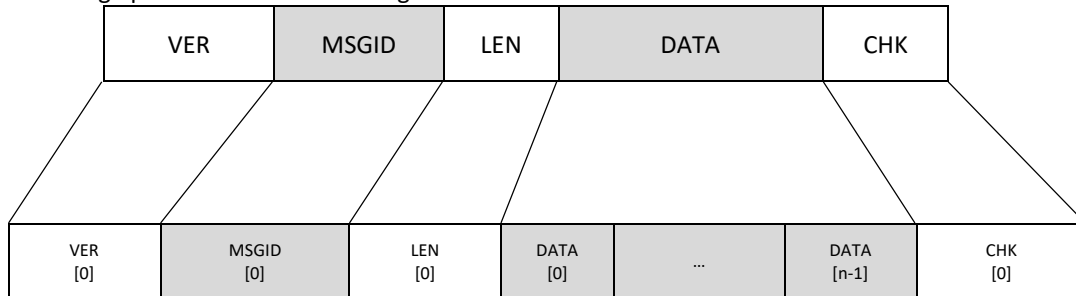 VER MSGID LEN DATA CHK
VER MSGID LEN DATA … DATA CHK
[0] [0] [0] [0] [n-1] [0]